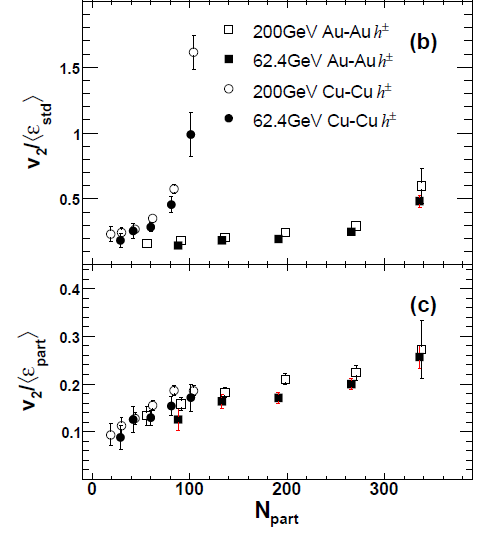 200GeV Au-Au h±
(b)
62.4GeV Au-Au h±
200GeV Cu-Cu h±
62.4GeV Cu-Cu h±
1.5
1
0.5
v2/⟨εstd⟩
(c)
0.4
0.3
0.2
0.1
v2/⟨εpart⟩
0 100 200 300
Npart